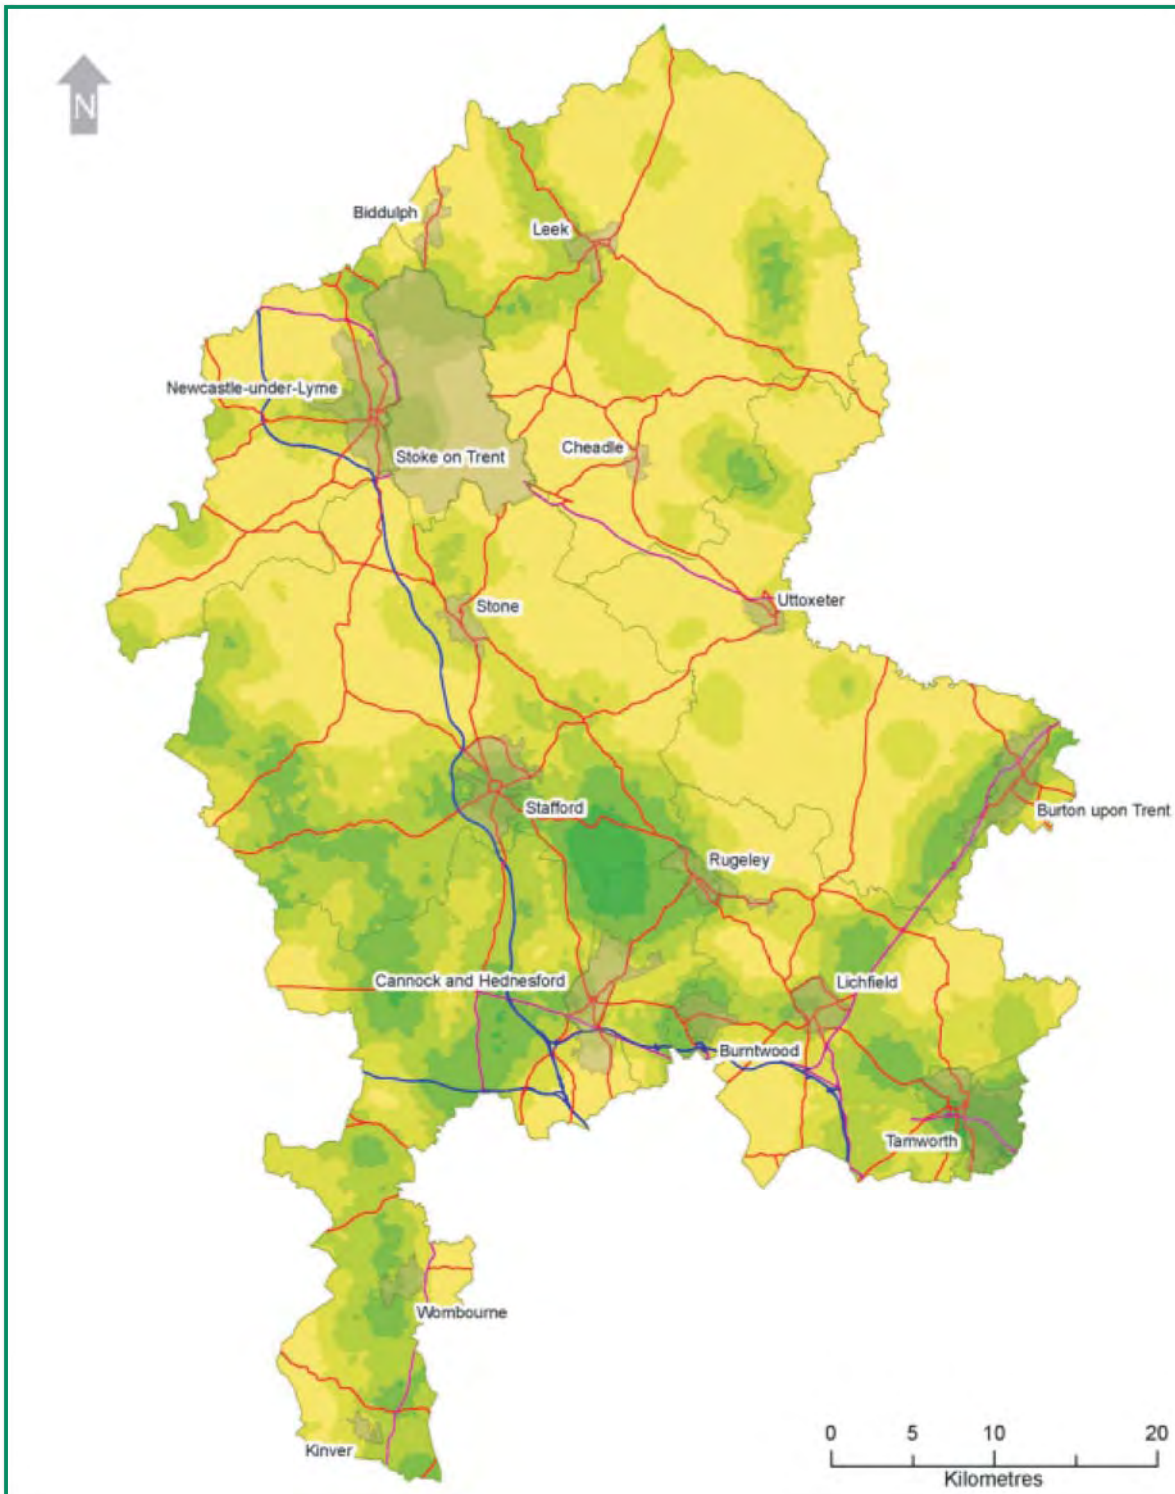 N
Biddulph
Leek
Newcastle-under-Lyme
Stoke on Trent
Cheadle
Stone
Uttoxeter
Stafford
Burton upon Trent
Rugeley
Cannock and Hednesford
Lichfield
Burntwood
Tamworth
Wombourne
Kinver
0 5 10 20
Kilometres